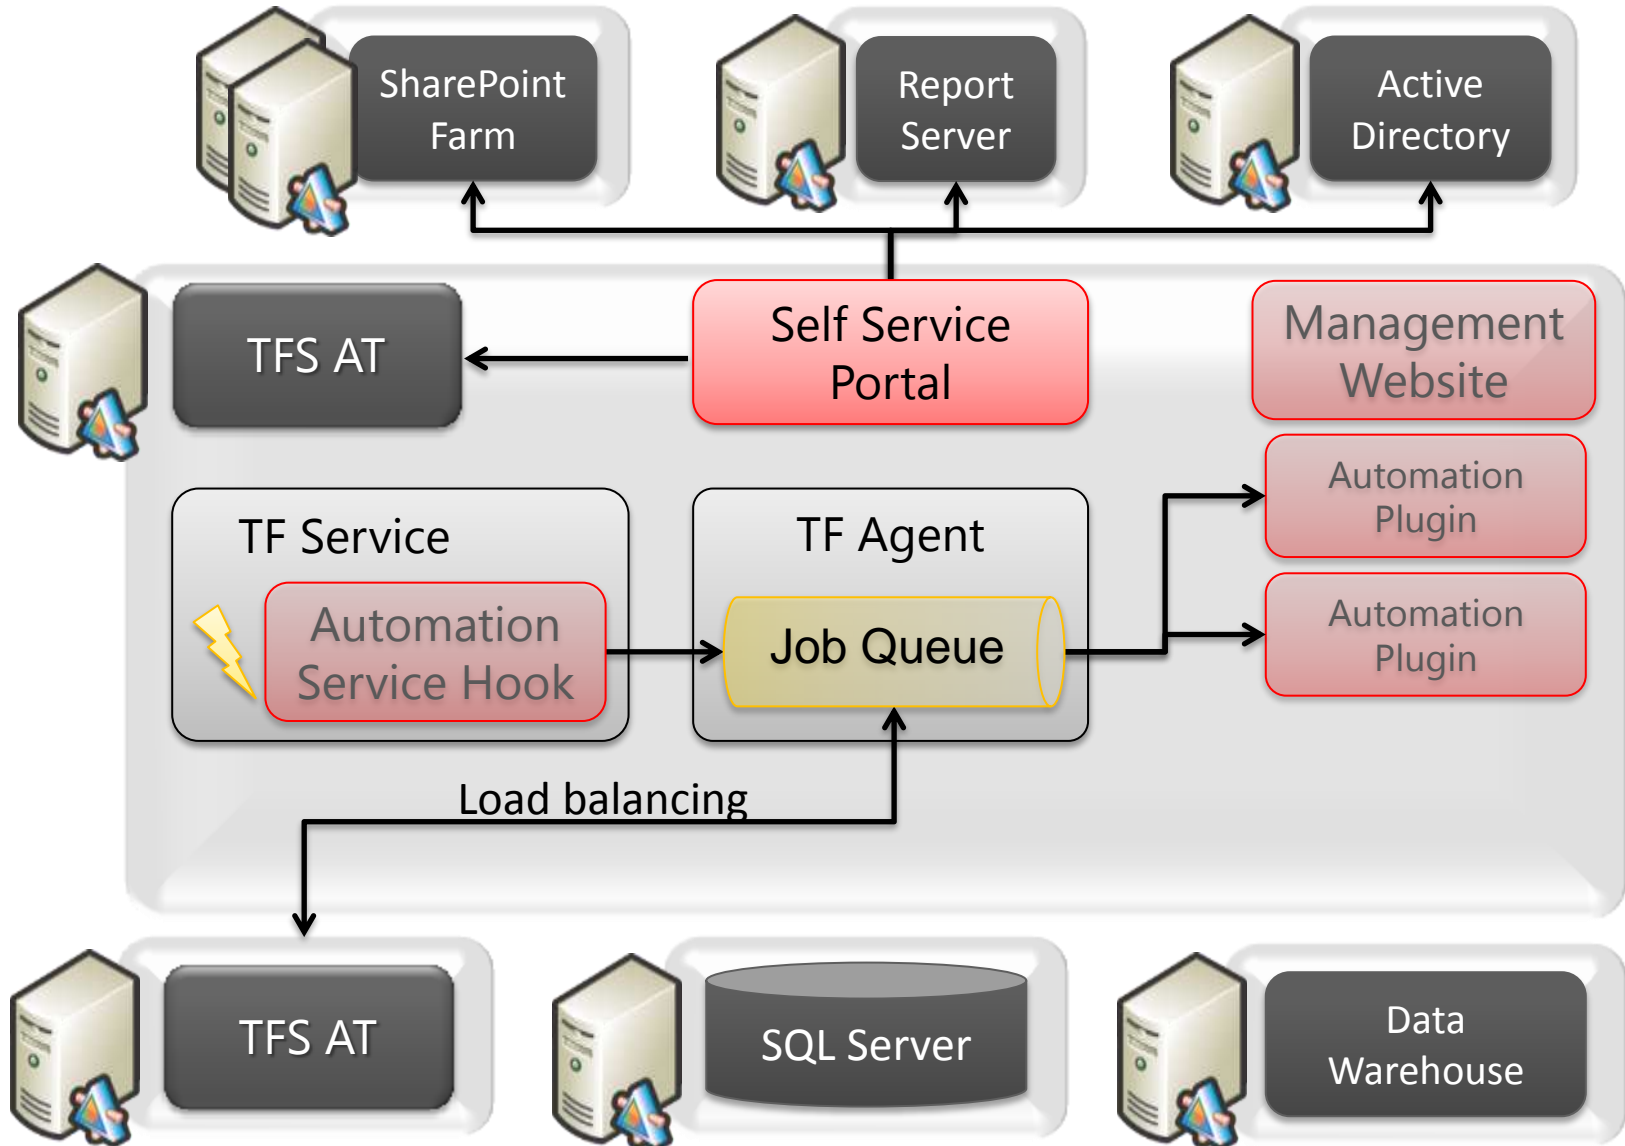 SharePoint
Farm
Report
Server
Active
Directory
TFS AT
Self Service
Portal
Management
Website
TF Service
Automation
Service Hook
TF Agent
Job Queue
Automation
Plugin
Automation
Plugin
Load balancing
TFS AT
SQL Server
Data
Warehouse